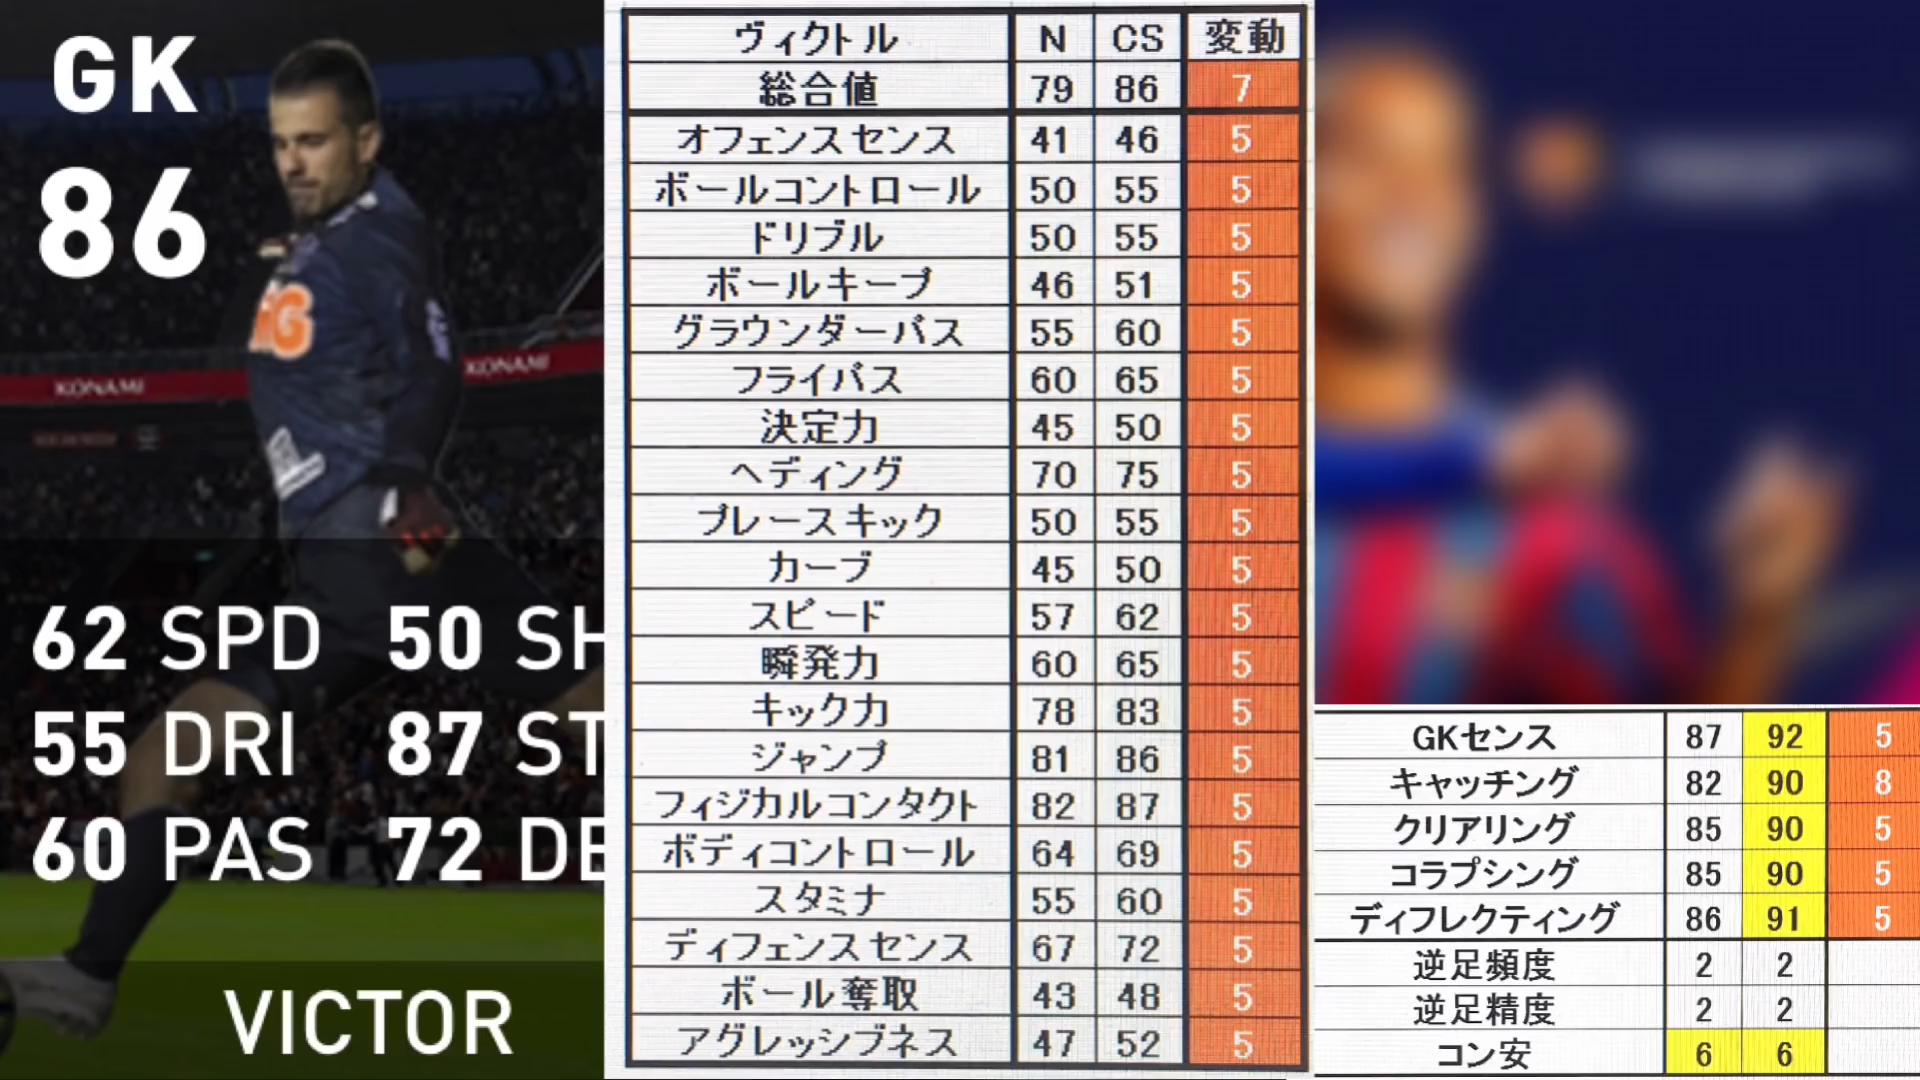 GK
86
KONAMI
KONAMI
62 SPD 50 SH
55 DRI 87 ST
60 PAS 72 DE
VICTOR
ヴィクトル N CS 変動
総合値 79 86 7
オフェンスセンス 41 46 5
ボールコントロール 50 55 5
ドリブル 50 55 5
ボールキープ 46 51 5
グラウンダーパス 55 60 5
フライパス 60 65 5
決定力 45 50 5
ヘディング 70 75 5
プレースキック 50 55 5
カーブ 45 50 5
スピード 57 62 5
瞬発力 60 65 5
キック力 78 83 5
ジャンプ 81 86 5
フィジカルコンタクト 82 87 5
ボディコントロール 64 69 5
スタミナ 55 60 5
ディフェンスセンス 67 72 5
ボール奪取 43 48 5
アグレッシブネス 47 52 5
GKセンス 87 92 5
キャッチング 82 90 8
クリアリング 85 90 5
コラプシング 85 90 5
ディフレクティング 86 91 5
逆足頻度 2 2
逆足精度 2 2
コン安 6 6